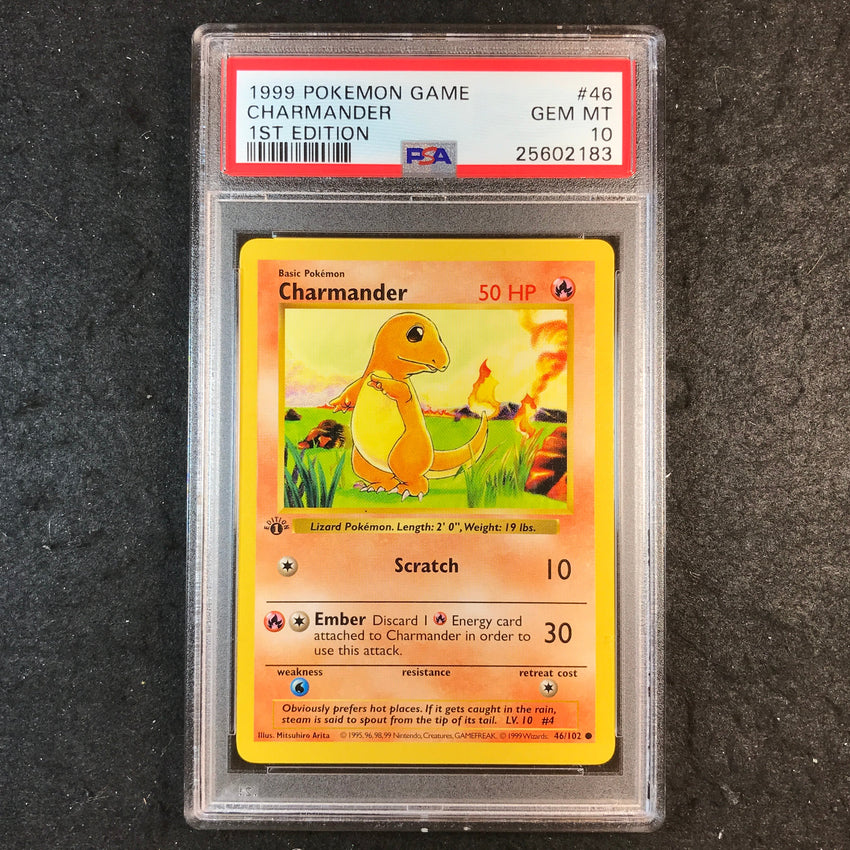 1999 POKEMON GAME #46
CHARMANDER GEM MT
1ST EDITION 10
PSA 25602183
Basic Pokémon
Charmander 50 HP
EDITION 1
Lizard Pokémon. Length: 2' 0", Weight: 19 lbs.
Scratch 10
Ember Discard 1 Energy card
attached to Charmander in order to
use this attack.
30
weakness resistance retreat cost
Obviously prefers hot places. If it gets caught in the rain,
steam is said to spout from the tip of its tail. LV. 10 #4
Illus. Mitsuhiro Arita ©1995, 96, 98, 99 Nintendo, Creatures, GAMEFREAK. ©1999 Wizards. 46/102